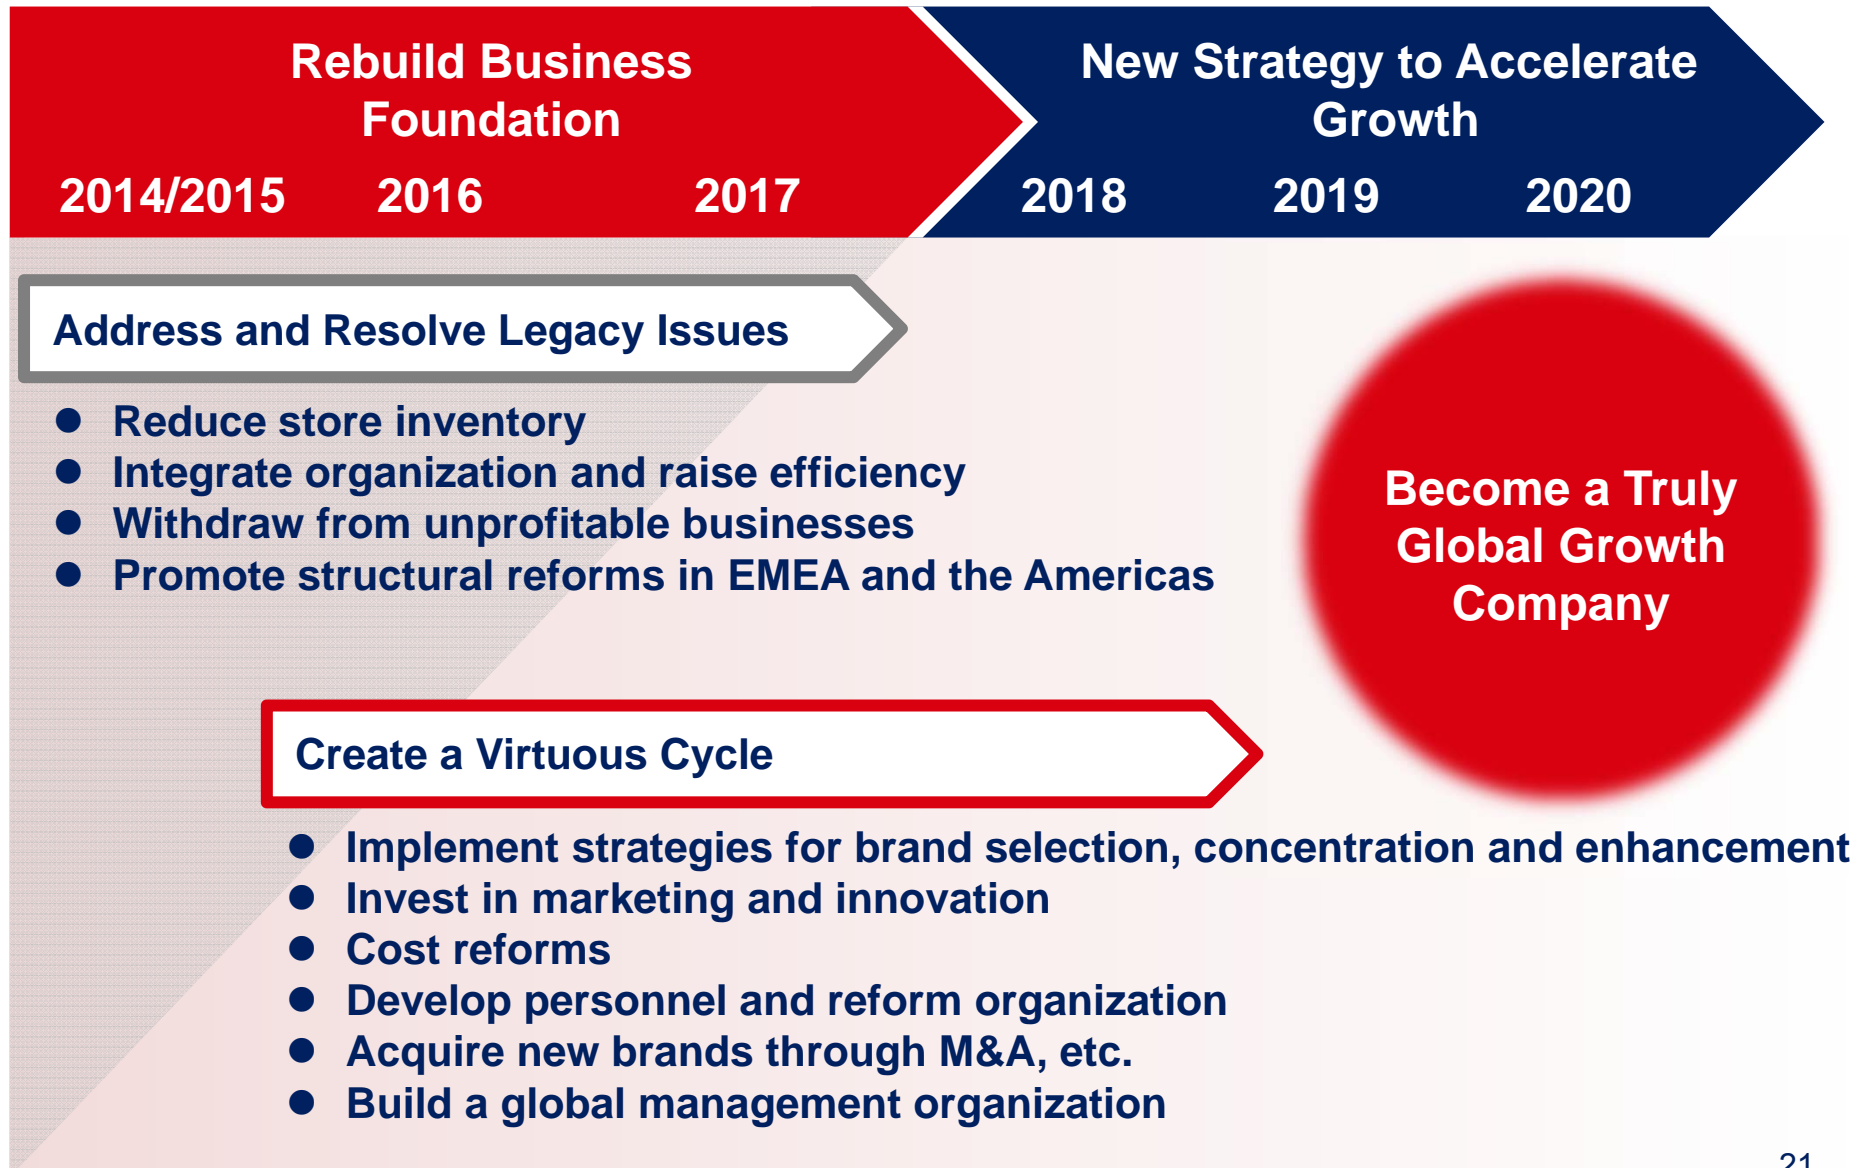 Rebuild Business
Foundation
2014/2015 2016 2017
New Strategy to Accelerate
Growth
2018 2019 2020
Address and Resolve Legacy Issues
● Reduce store inventory
● Integrate organization and raise efficiency
● Withdraw from unprofitable businesses
● Promote structural reforms in EMEA and the Americas
Become a Truly
Global Growth
Company
Create a Virtuous Cycle
● Implement strategies for brand selection, concentration and enhancement
● Invest in marketing and innovation
● Cost reforms
● Develop personnel and reform organization
● Acquire new brands through M&A, etc.
● Build a global management organization
21